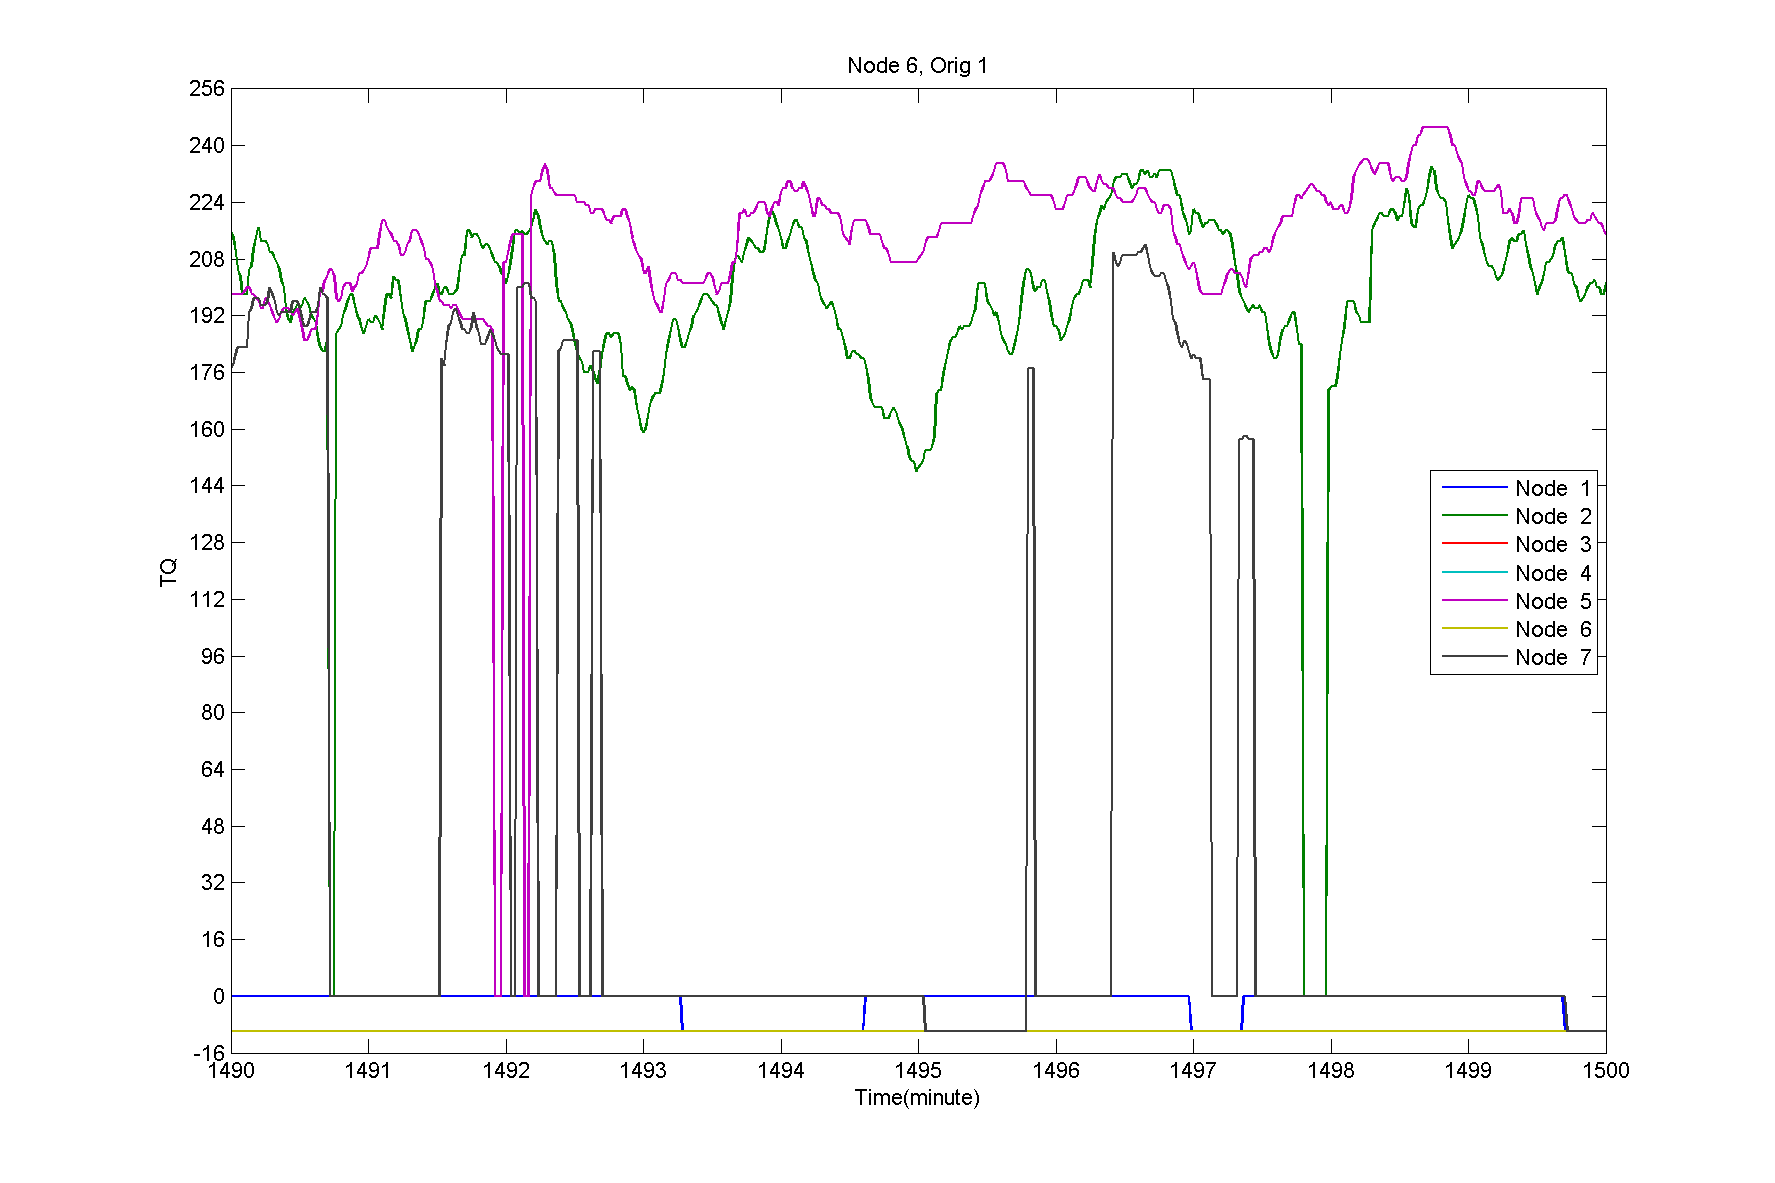 Node 6, Orig 1
256
240
224
208
192
176
160
144
128
112
96
80
64
48
32
16
0
-16
TQ
Node 1
Node 2
Node 3
Node 4
Node 5
Node 6
Node 7
1490 1491 1492 1493 1494 1495 1496 1497 1498 1499 1500
Time(minute)